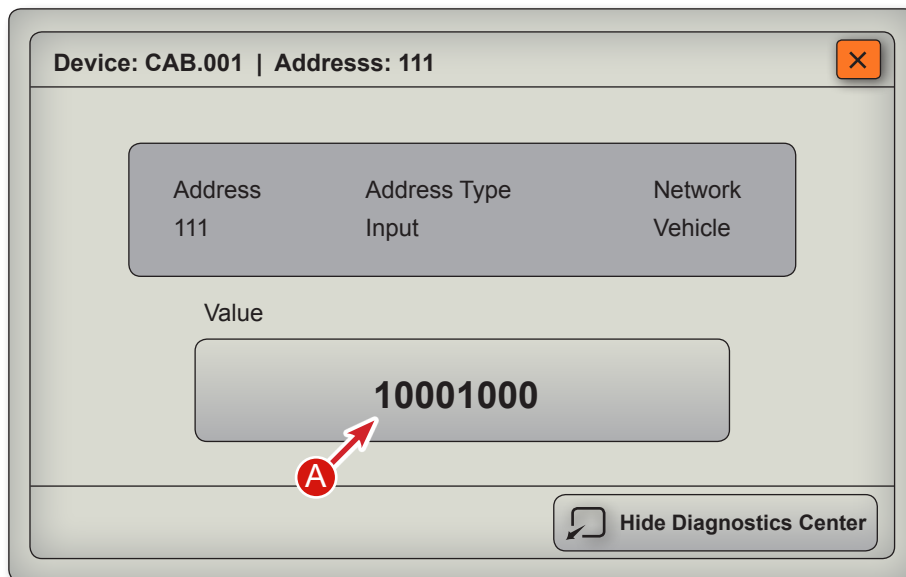 Device: CAB.001 | Addresss: 111
Address Address Type Network
111 Input Vehicle
Value
10001000
A
Hide Diagnostics Center